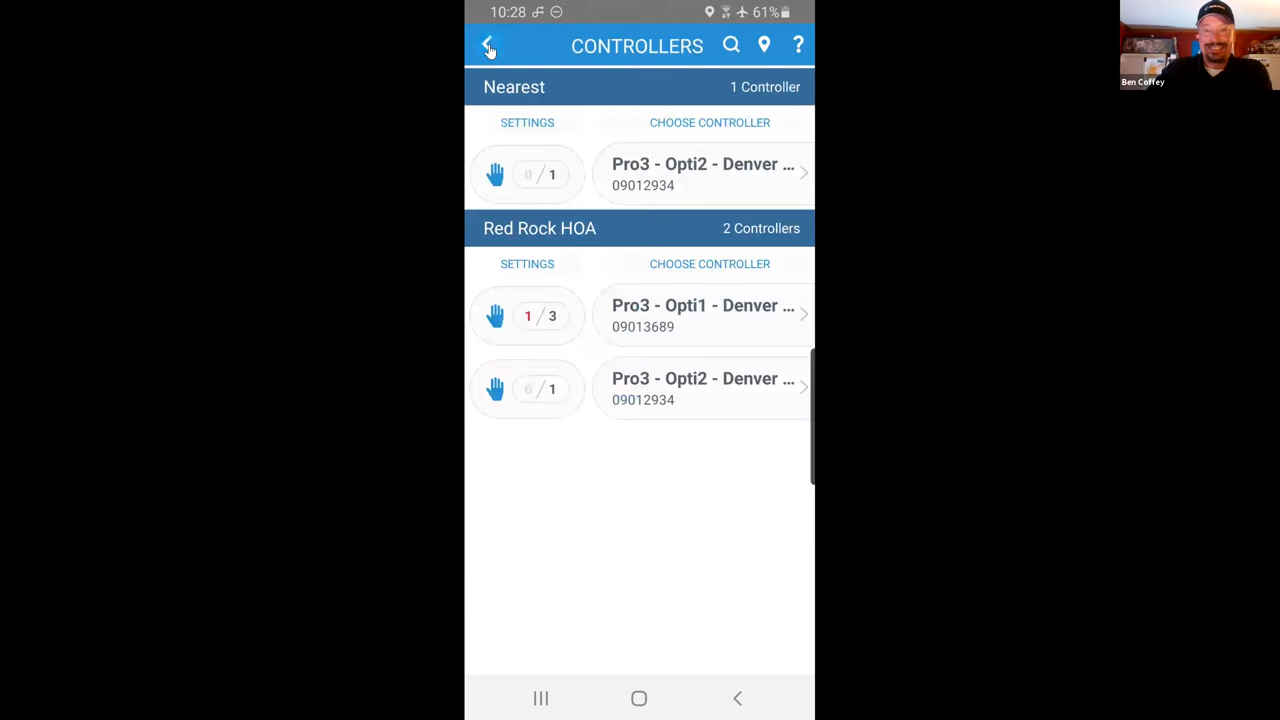 10:28
61%
CONTROLLERS
?
Nearest
1 Controller
SETTINGS
CHOOSE CONTROLLER
0 / 1
Pro3 - Opti2 - Denver ...
09012934
Red Rock HOA
2 Controllers
SETTINGS
CHOOSE CONTROLLER
1 / 3
Pro3 - Opti1 - Denver ...
09013689
0 / 1
Pro3 - Opti2 - Denver ...
09012934
Ben Coffey